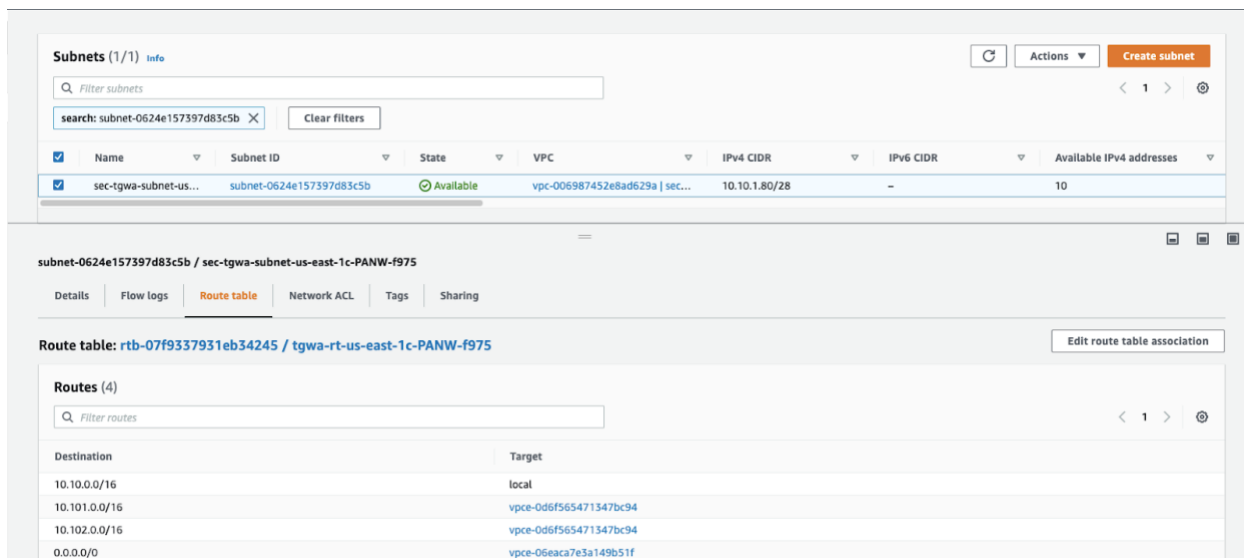 Subnets (1/1) Info
Actions ▼ Create subnet
Filter subnets
< 1 >
search: subnet-0624e157397d83c5b × Clear filters
Name Subnet ID State VPC IPv4 CIDR IPv6 CIDR Available IPv4 addresses
sec-tgwa-subnet-us... subnet-0624e157397d83c5b Available vpc-006987452e8ad629a | sec... 10.10.1.80/28 – 10
subnet-0624e157397d83c5b / sec-tgwa-subnet-us-east-1c-PANW-f975
Details Flow logs Route table Network ACL Tags Sharing
Route table: rtb-07f9337931eb34245 / tgwa-rt-us-east-1c-PANW-f975 Edit route table association
Routes (4)
Filter routes < 1 >
Destination Target
10.10.0.0/16 local
10.101.0.0/16 vpce-0d6f565471347bc94
10.102.0.0/16 vpce-0d6f565471347bc94
0.0.0.0/0 vpce-06eaca7e3a149b51f